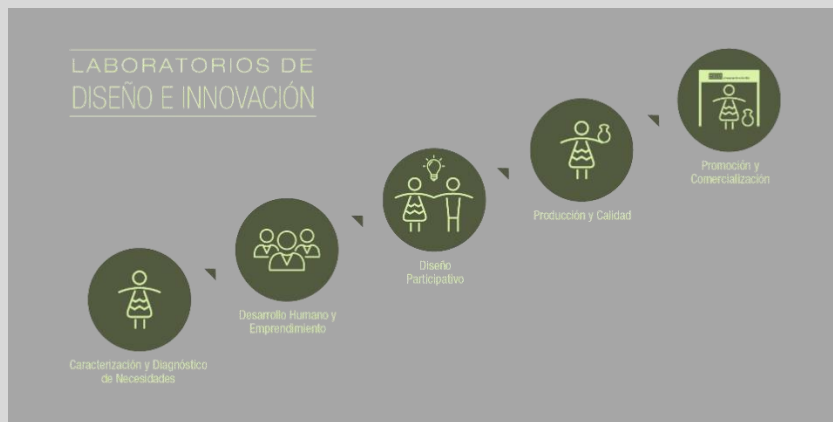 LABORATORIOS DE
DISEÑO E INNOVACIÓN
Caracterización y Diagnóstico
de Necesidades
Desarrollo Humano y
Emprendimiento
Diseño
Participativo
Producción y Calidad
Promoción y
Comercialización